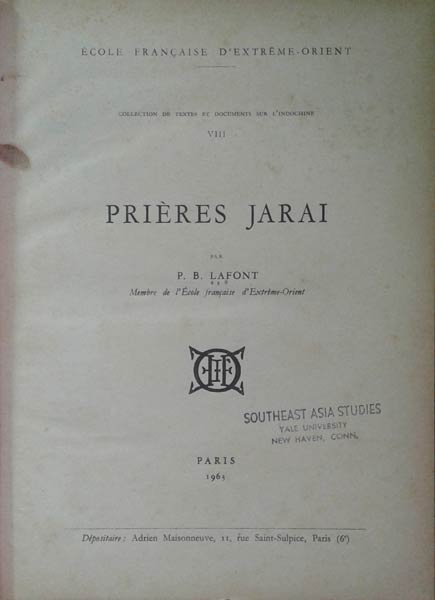 ÉCOLE FRANÇAISE D'EXTRÊME-ORIENT
COLLECTION DE TEXTES ET DOCUMENTS SUR L'INDOCHINE
VIII
PRIÈRES JARAI
PAR
P. B. LAFONT
Membre de l'École française d'Extrême-Orient
SOUTHEAST ASIA STUDIES
YALE UNIVERSITY
NEW HAVEN, CONN.
PARIS
1963
Dépositaire : Adrien Maisonneuve, 11, rue Saint-Sulpice, Paris (6e)